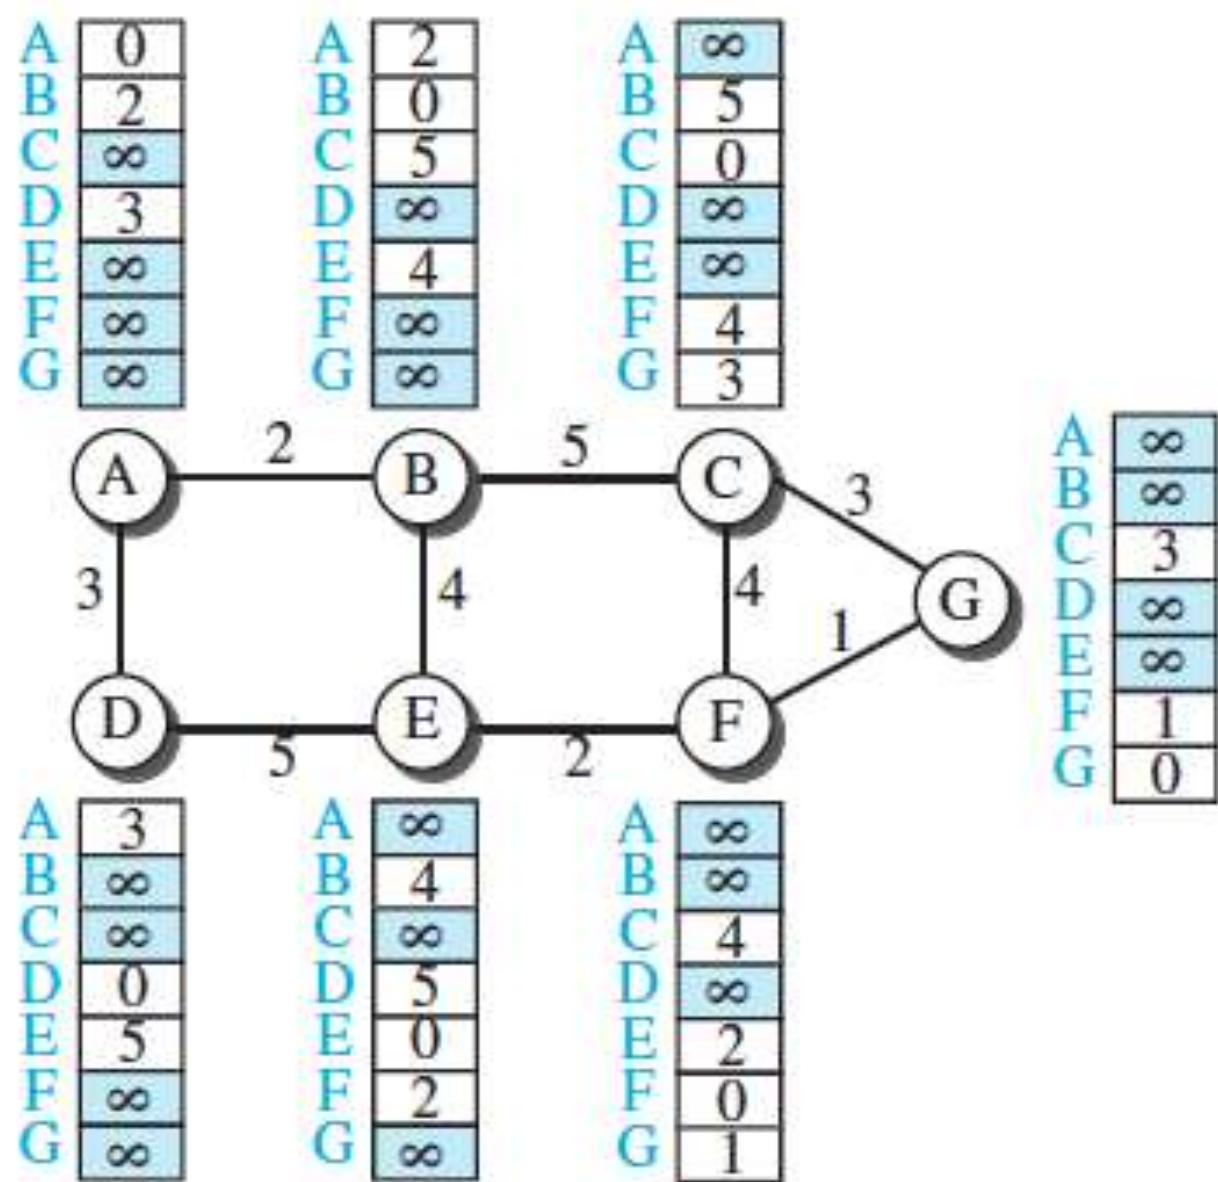 A 0
B 2
C ∞
D 3
E ∞
F ∞
G ∞
A 2
B 0
C 5
D ∞
E 4
F ∞
G ∞
A ∞
B 5
C 0
D ∞
E ∞
F 4
G 3
A 2 B 5 C 3
3 4 4 1 G
D 5 E 2 F
A ∞
B ∞
C 3
D ∞
E ∞
F 1
G 0
A 3
B ∞
C ∞
D 0
E 5
F ∞
G ∞
A ∞
B 4
C ∞
D 5
E 0
F 2
G ∞
A ∞
B ∞
C 4
D ∞
E 2
F 0
G 1